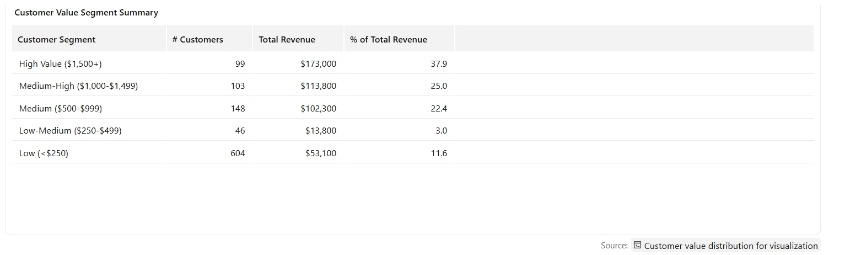 Customer Value Segment Summary
Customer Segment # Customers Total Revenue % of Total Revenue
High Value ($1,500+) 99 $173,000 37.9
Medium-High ($1,000-$1,499) 103 $113,800 25.0
Medium ($500-$999) 148 $102,300 22.4
Low-Medium ($250-$499) 46 $13,800 3.0
Low (<$250) 604 $53,100 11.6
Source: Customer value distribution for visualization